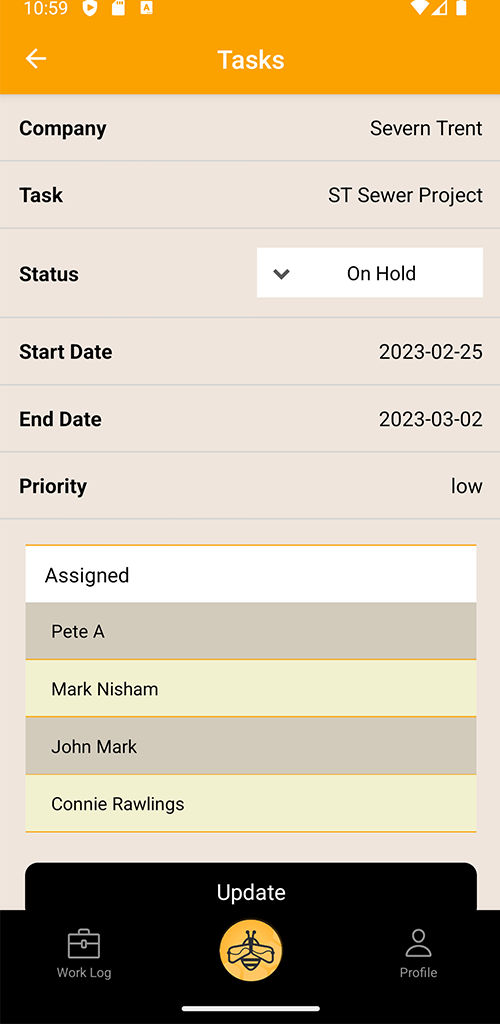 10:59
A
Tasks
Company Severn Trent
Task ST Sewer Project
Status On Hold
Start Date 2023-02-25
End Date 2023-03-02
Priority low
Assigned
Pete A
Mark Nisham
John Mark
Connie Rawlings
Update
Work Log Profile